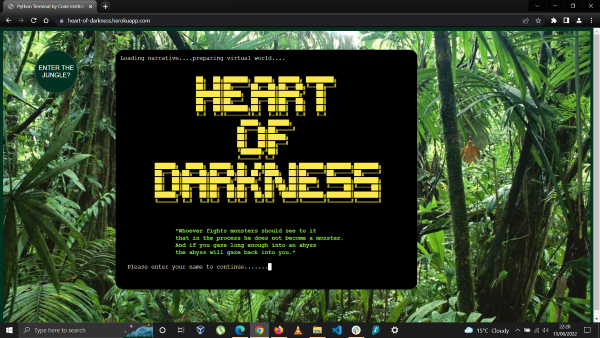 Python Terminal by Code Institut
heart-of-darkness.herokuapp.com
ENTER THE
JUNGLE?
Loading narrative....preparing virtual world....
HEART
OF
DARKNESS
"Whoever fights monsters should see to it
that in the process he does not become a monster.
And if you gaze long enough into an abyss
the abyss will gaze back into you."
Please enter your name to continue.......
Type here to search
15°C Cloudy
22:20
15/06/2022